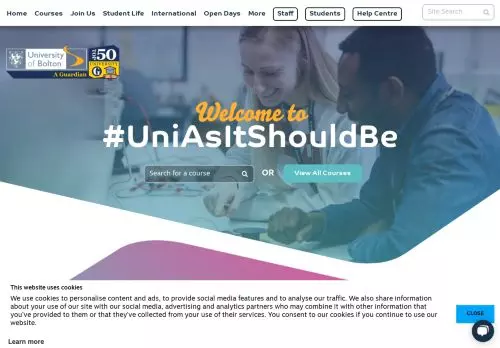 Home Courses Join Us Student Life International Open Days More Staff Students Help Centre Site Search
University
of Bolton
A Guardian
TOP 50
UNIVERSITY
G
Welcome to
#UniAsItShouldBe
Search for a course OR View All Courses
This website uses cookies
We use cookies to personalise content and ads, to provide social media features and to analyse our traffic. We also share information
about your use of our site with our social media, advertising and analytics partners who may combine it with other information that
you've provided to them or that they've collected from your use of their services. You consent to our cookies if you continue to use our
website.
CLOSE
Learn more